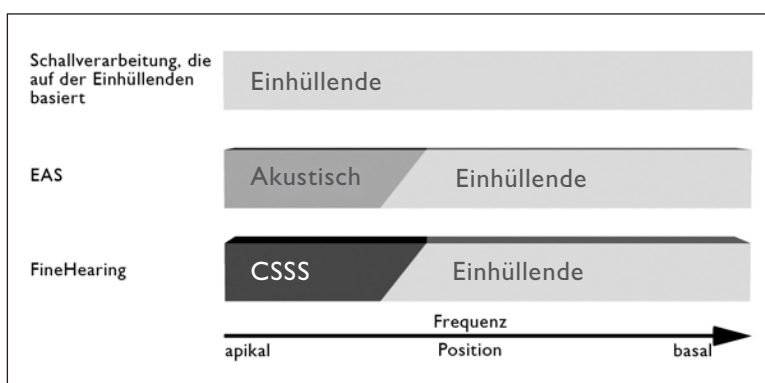 Schallverarbeitung, die
auf der Einhüllenden
basiert
Einhüllende
EAS
Akustisch
Einhüllende
FineHearing
CSSS
Einhüllende
Frequenz
apikal
Position
basal